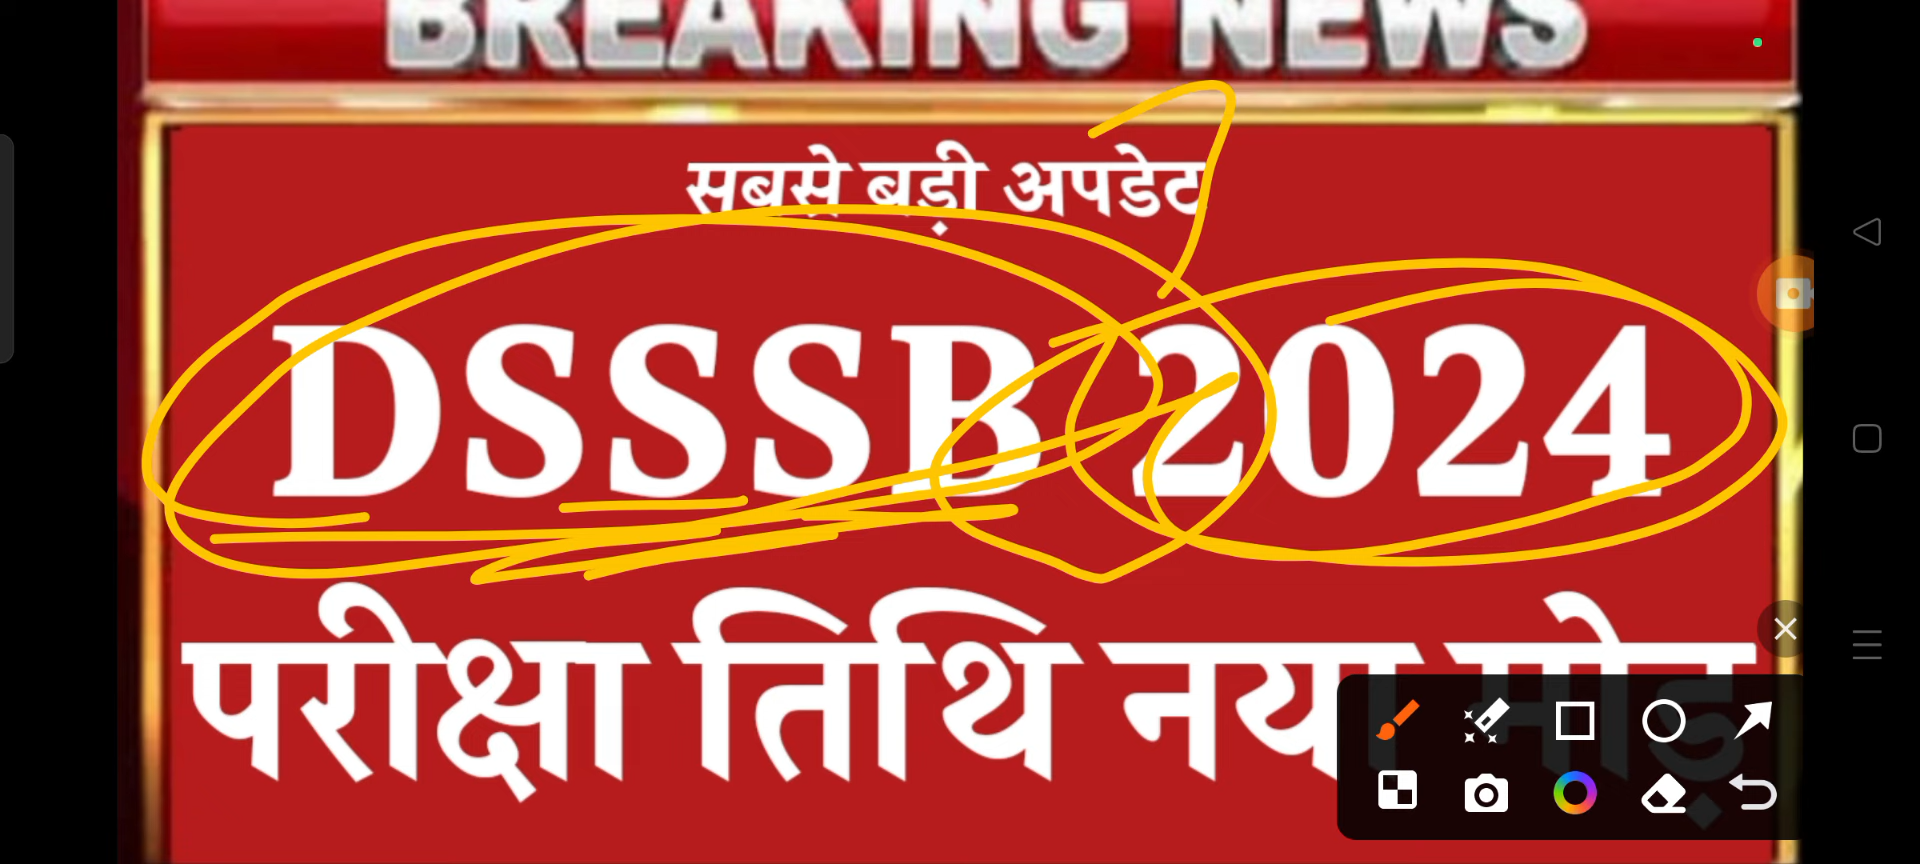 BREAKING NEWS
सबसे बड़ी अपडेट
DSSSB 2024
परीक्षा तिथि नया मोड़